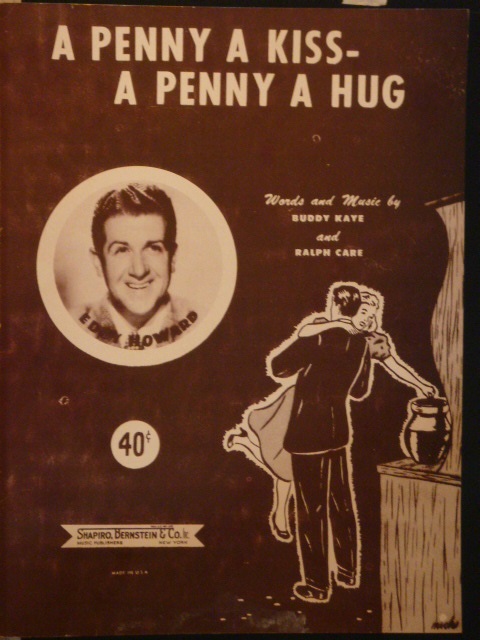 A PENNY A KISS-
A PENNY A HUG
Words and Music by
BUDDY KAYE
and
RALPH CARE
EDDY HOWARD
40¢
SHAPIRO, BERNSTEIN & CO. INC.
MUSIC PUBLISHERS NEW YORK
MADE IN U.S.A.